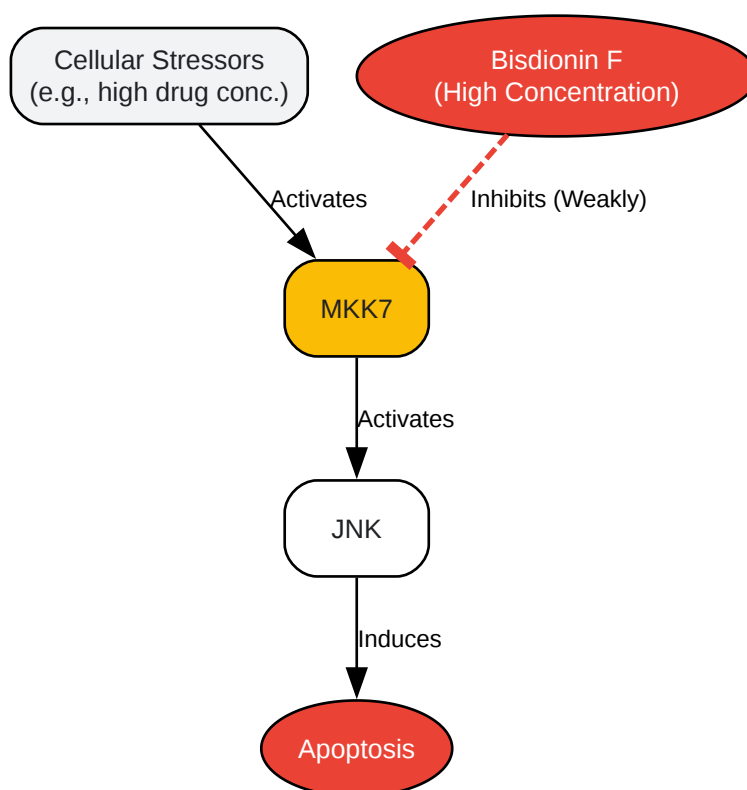 Cellular Stressors
(e.g., high drug conc.)
Bisdionin F
(High Concentration)
Activates
Inhibits (Weakly)
MKK7
Activates
JNK
Induces
Apoptosis